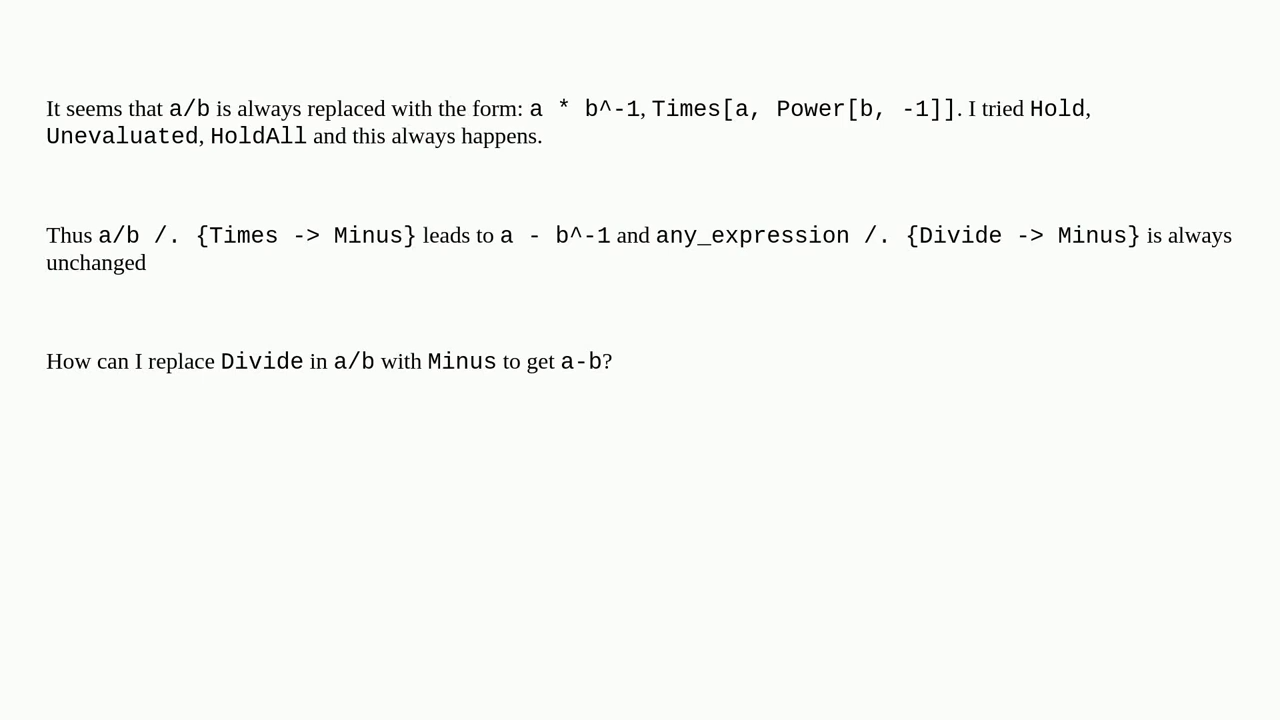 It seems that a/b is always replaced with the form: a * b^-1, Times[a, Power[b, -1]]. I tried Hold,
Unevaluated, HoldAll and this always happens.
Thus a/b /. {Times -> Minus} leads to a - b^-1 and any_expression /. {Divide -> Minus} is always
unchanged
How can I replace Divide in a/b with Minus to get a-b?